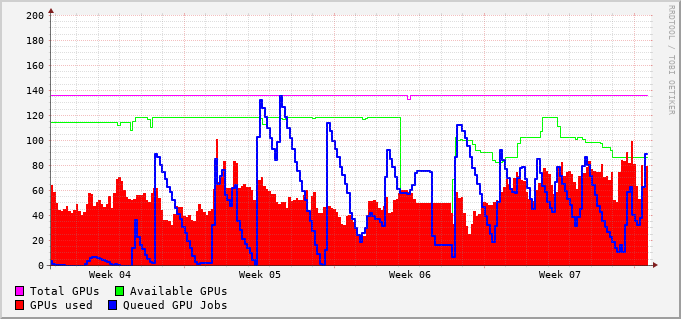 200
180
160
140
120
100
80
60
40
20
0
Week 04 Week 05 Week 06 Week 07
Total GPUs Available GPUs
GPUs used Queued GPU Jobs
RRDTOOL / TOBI OETIKER